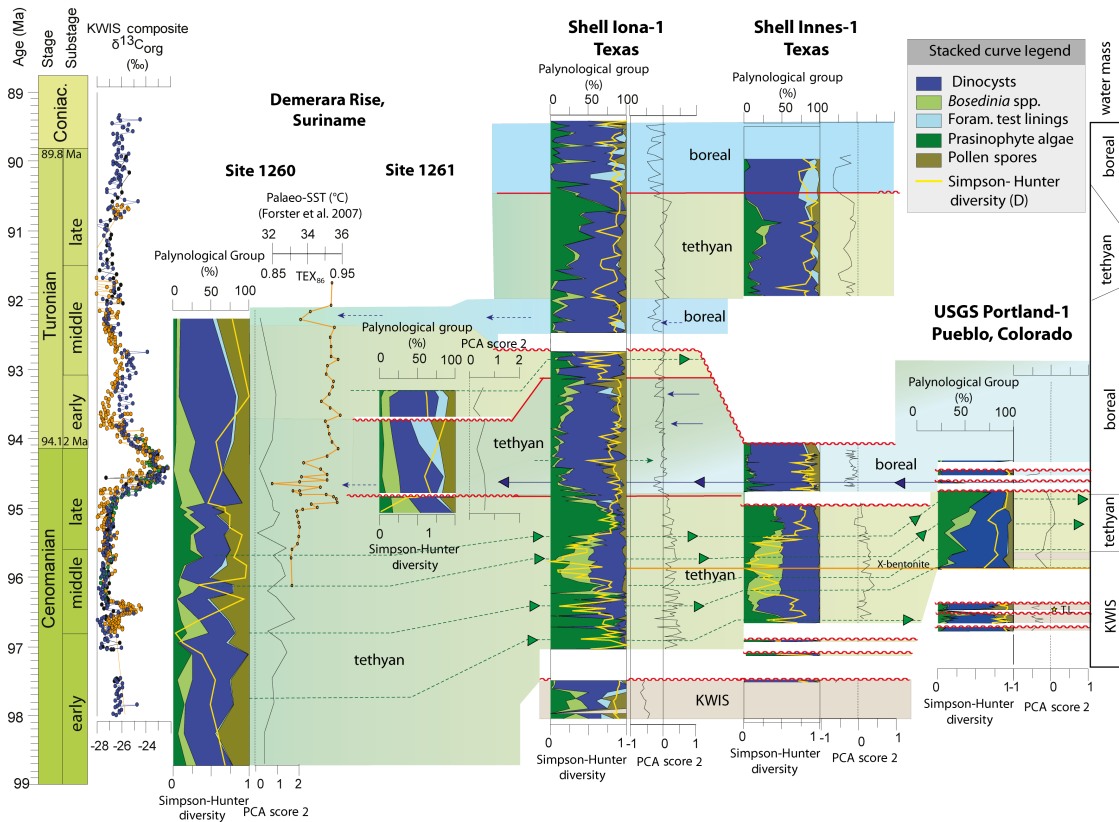 Age (Ma)
Stage
Substage
KWIS composite
δ13Corg
(‰)
89
90
91
92
93
94
95
96
97
98
99
Coniac.
89.8 Ma
Turonian
late
middle
early
94.12 Ma
Cenomanian
late
middle
early
-28
-26
-24
Demerara Rise,
Suriname
Site 1260
Site 1261
Palaeo-SST (°C)
(Forster et al. 2007)
32
34
36
0.85
TEX86
0.95
Palynological Group
(%)
0
50
100
0
1
Simpson-Hunter
diversity
0
1
2
PCA score 2
Palynological group
(%)
0
50
100
PCA score 2
0
1
2
0
1
Simpson-Hunter
diversity
tethyan
tethyan
Shell Iona-1
Texas
Palynological group
(%)
0
50
100
boreal
tethyan
boreal
tethyan
KWIS
0
1
-1
0
1
Simpson-Hunter
diversity
PCA score 2
Shell Innes-1
Texas
Palynological group
(%)
0
50
100
boreal
X-bentonite
0
1
-1
0
1
Simpson-Hunter
diversity
PCA score 2
Stacked curve legend
Dinocysts
Bosedinia spp.
Foram. test linings
Prasinophyte algae
Pollen spores
Simpson- Hunter
diversity (D)
USGS Portland-1
Pueblo, Colorado
Palynological Group
(%)
0
50
100
TL
0
1
-1
0
1
Simpson-Hunter
diversity
PCA score 2
water mass
boreal
tethyan
boreal
tethyan
KWIS